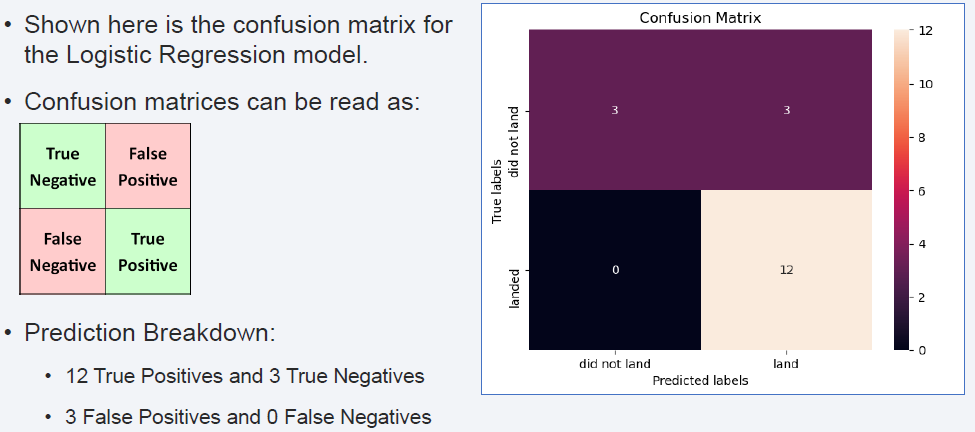 • Shown here is the confusion matrix for
the Logistic Regression model.
• Confusion matrices can be read as:
True
Negative
False
Positive
False
Negative
True
Positive
• Prediction Breakdown:
• 12 True Positives and 3 True Negatives
• 3 False Positives and 0 False Negatives
Confusion Matrix
True labels
did not land
landed
3
3
0
12
did not land
land
Predicted labels
12
10
8
6
4
2
0